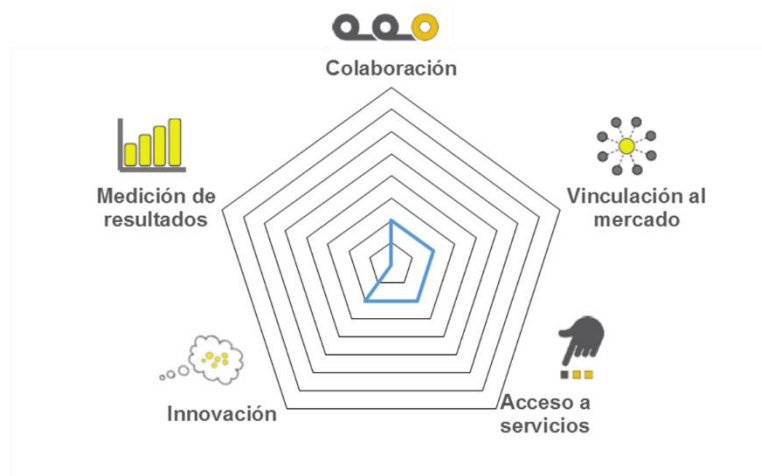 Colaboración
Medición de
resultados
Vinculación al
mercado
Innovación
Acceso a
servicios